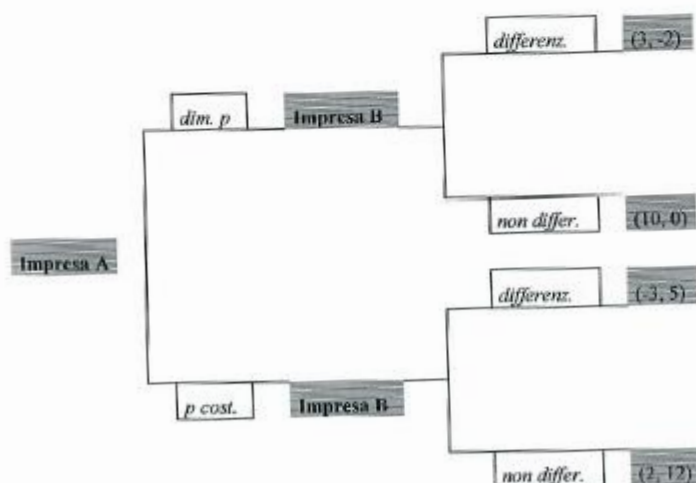 differenz. (3, -2)
dim. p Impresa B
non differ. (10, 0)
Impresa A
differenz. (-3, 5)
p cost. Impresa B
non differ. (2, 12)